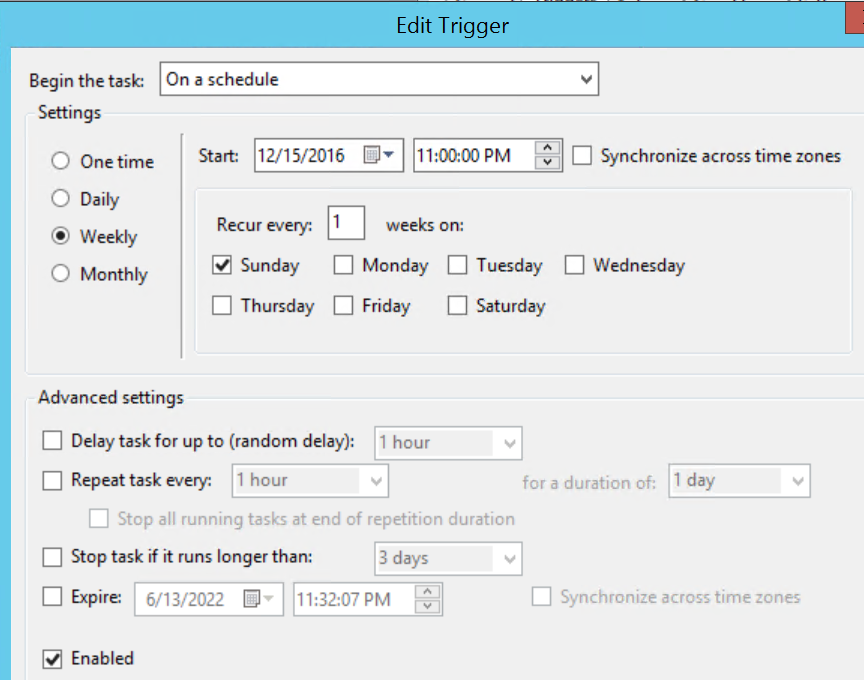 Edit Trigger
Begin the task: On a schedule
Settings
One time
Daily
Weekly
Monthly
Start: 12/15/2016 11:00:00 PM Synchronize across time zones
Recur every: 1 weeks on:
Sunday Monday Tuesday Wednesday
Thursday Friday Saturday
Advanced settings
Delay task for up to (random delay): 1 hour
Repeat task every: 1 hour for a duration of: 1 day
Stop all running tasks at end of repetition duration
Stop task if it runs longer than: 3 days
Expire: 6/13/2022 11:32:07 PM Synchronize across time zones
Enabled